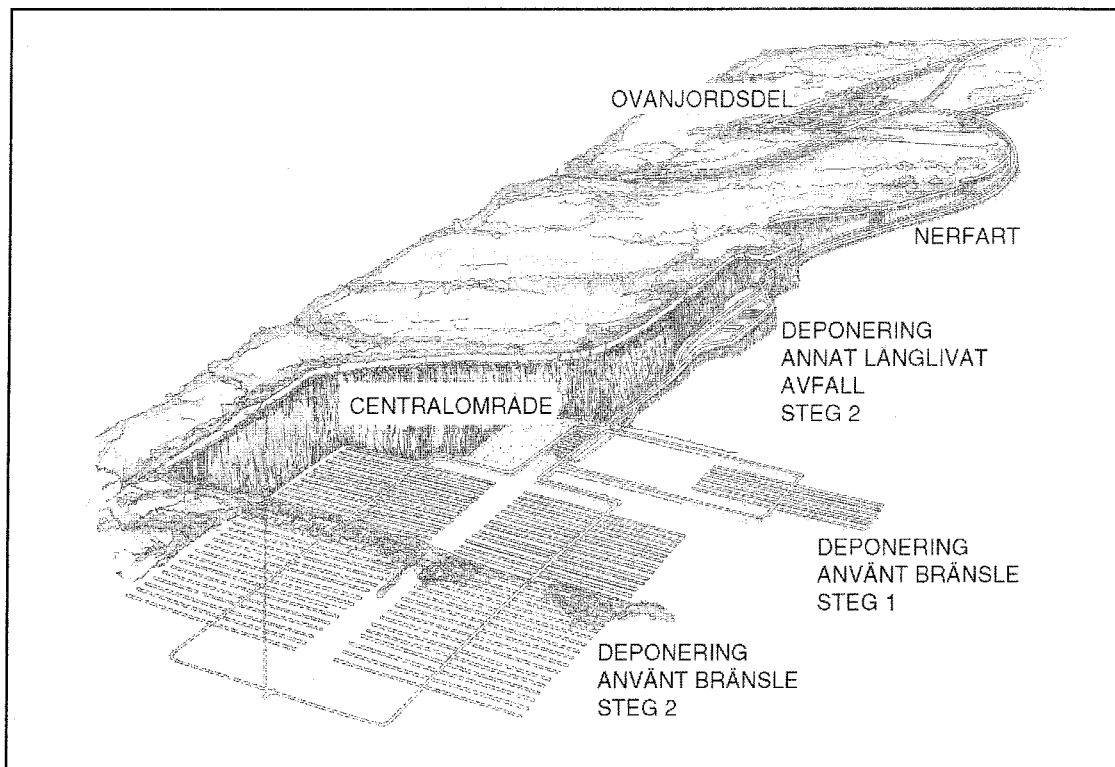 OVANJORDSDEL
NERFART
DEPONERING
ANNAT LÅNGLIVAT
AVFALL
STEG 2
CENTRALOMRÅDE
DEPONERING
ANVÄNT BRÄNSLE
STEG 1
DEPONERING
ANVÄNT BRÄNSLE
STEG 2